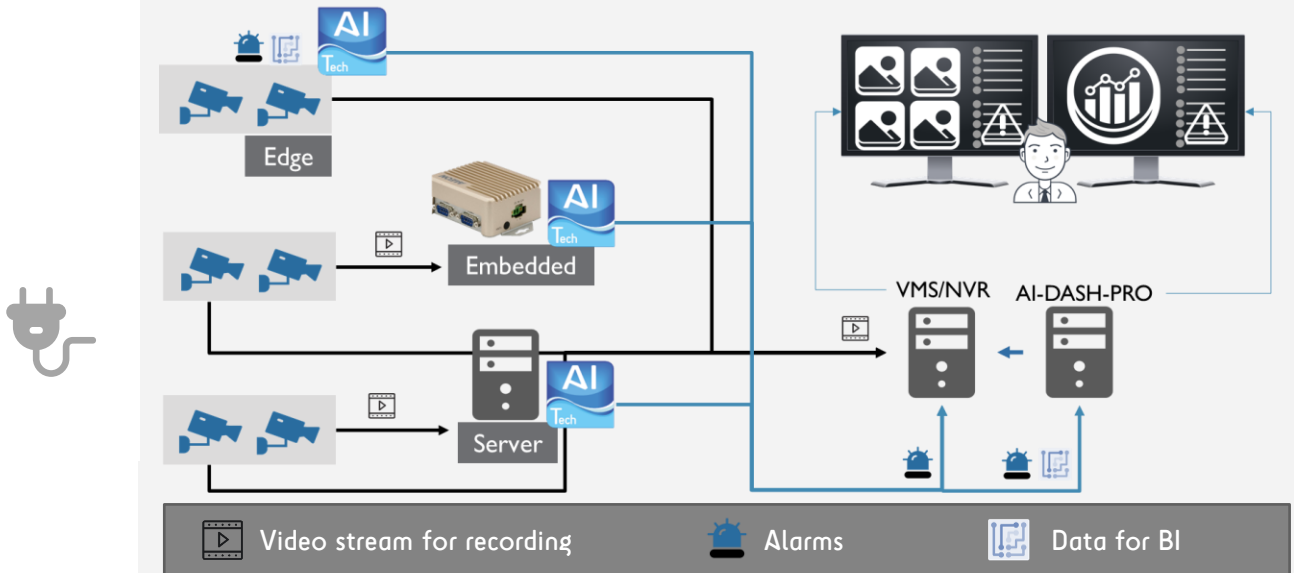 AI
Tech
Edge
AI
Tech
Embedded
VMS/NVR
AI-DASH-PRO
AI
Tech
Server
Video stream for recording
Alarms
Data for BI